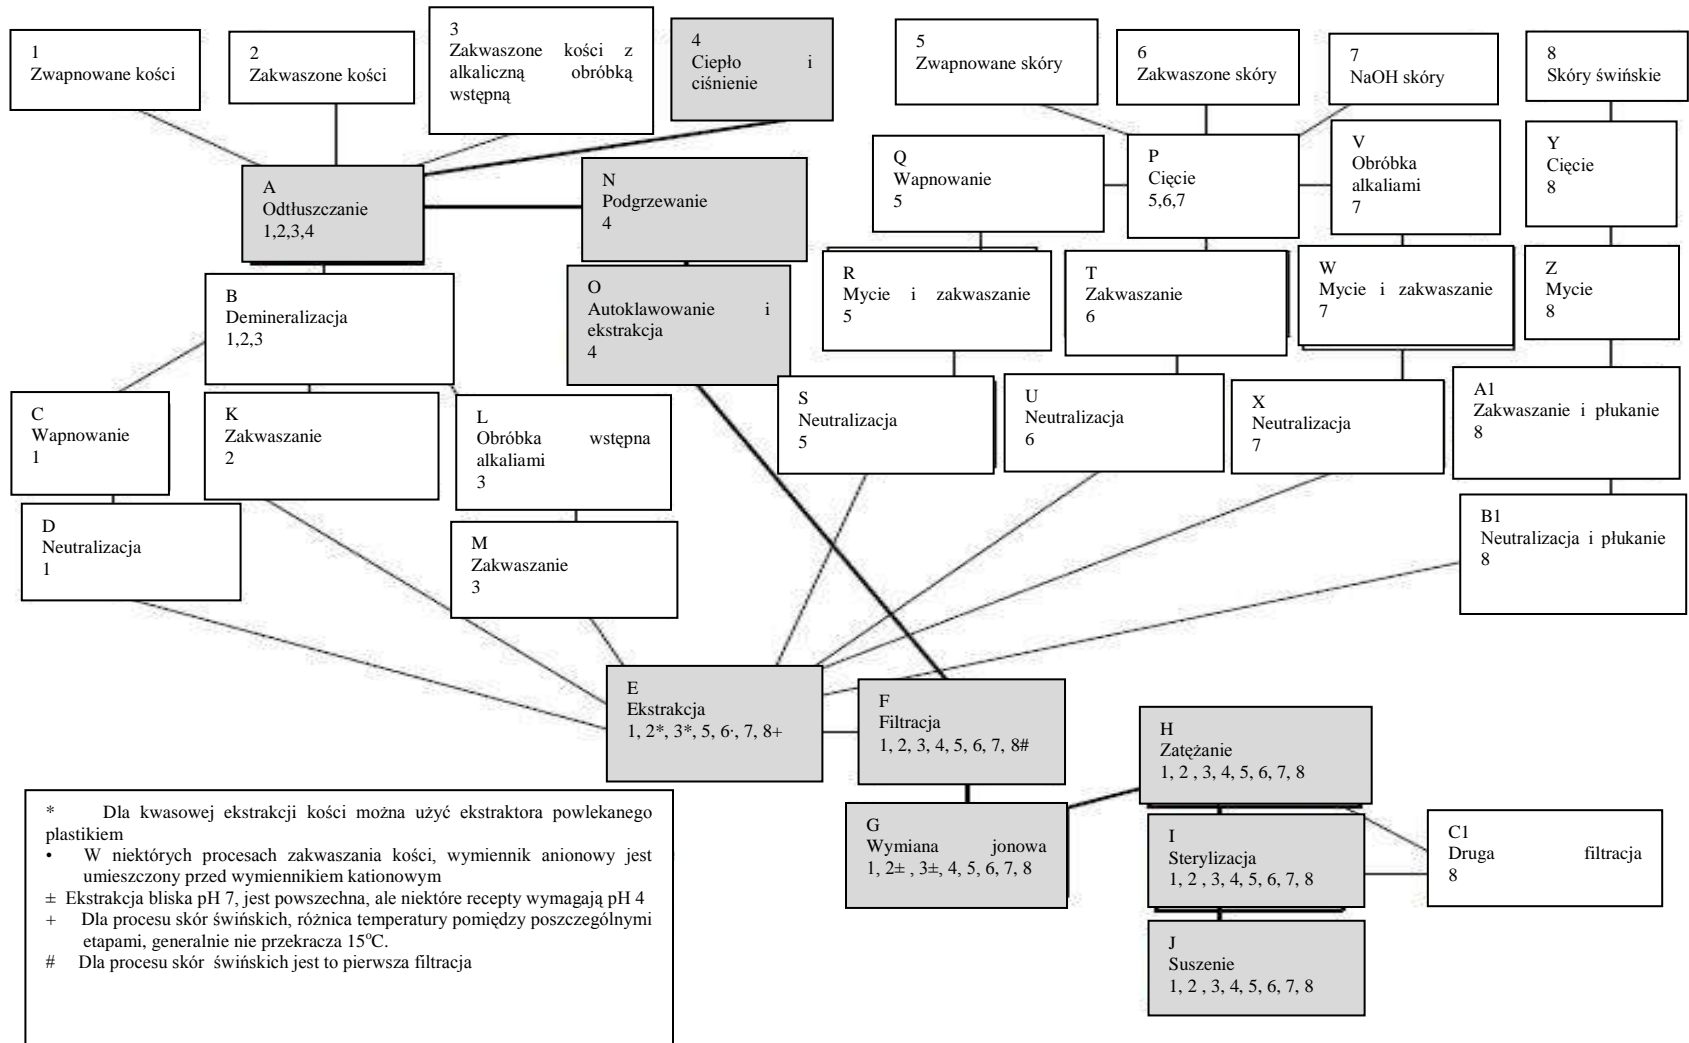 1
Zwapnowane kości
2
Zakwaszone kości
3
Zakwaszone kości z
alkaliczną obróbką
wstępną
4
Ciepło i
ciśnienie
5
Zwapnowane skóry
6
Zakwaszone skóry
7
NaOH skóry
8
Skóry świńskie
A
Odtłuszczanie
1,2,3,4
N
Podgrzewanie
4
Q
Wapnowanie
5
P
Cięcie
5,6,7
V
Obróbka
alkaliami
7
Y
Cięcie
8
B
Demineralizacja
1,2,3
O
Autoklawowanie i
ekstrakcja
4
R
Mycie i zakwaszanie
5
T
Zakwaszanie
6
W
Mycie i zakwaszanie
7
Z
Mycie
8
C
Wapnowanie
1
K
Zakwaszanie
2
L
Obróbka wstępna
alkaliami
3
S
Neutralizacja
5
U
Neutralizacja
6
X
Neutralizacja
7
A1
Zakwaszanie i płukanie
8
D
Neutralizacja
1
M
Zakwaszanie
3
B1
Neutralizacja i płukanie
8
E
Ekstrakcja
1, 2*, 3*, 5, 6·, 7, 8+
F
Filtracja
1, 2, 3, 4, 5, 6, 7, 8#
H
Zatężanie
1, 2 , 3, 4, 5, 6, 7, 8
G
Wymiana jonowa
1, 2± , 3±, 4, 5, 6, 7, 8
I
Sterylizacja
1, 2 , 3, 4, 5, 6, 7, 8
C1
Druga filtracja
8
J
Suszenie
1, 2 , 3, 4, 5, 6, 7, 8
* Dla kwasowej ekstrakcji kości można użyć ekstraktora powlekanego
plastikiem
• W niektórych procesach zakwaszania kości, wymiennik anionowy jest
umieszczony przed wymiennikiem kationowym
± Ekstrakcja bliska pH 7, jest powszechna, ale niektóre recepty wymagają pH 4
+ Dla procesu skór świńskich, różnica temperatury pomiędzy poszczególnymi
etapami, generalnie nie przekracza 15°C.
# Dla procesu skór świńskich jest to pierwsza filtracja